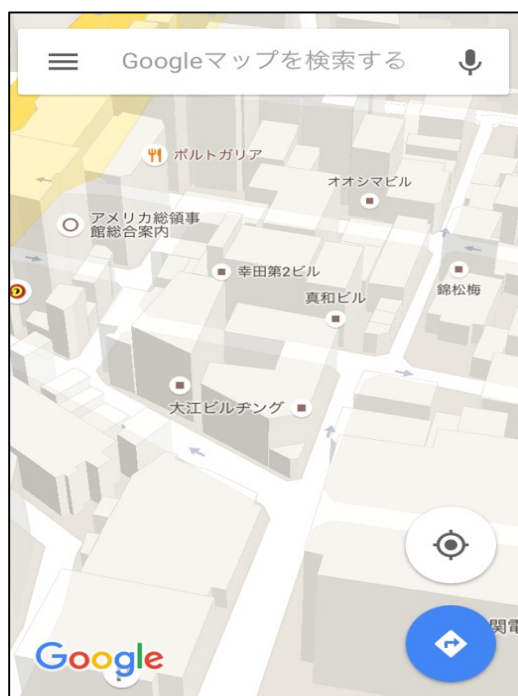 Googleマップを検索する
ポルトガリア
オオシマビル
アメリカ総領事
館総合案内
幸田第2ビル
錦松梅
真和ビル
大江ビルヂング
関電
Google